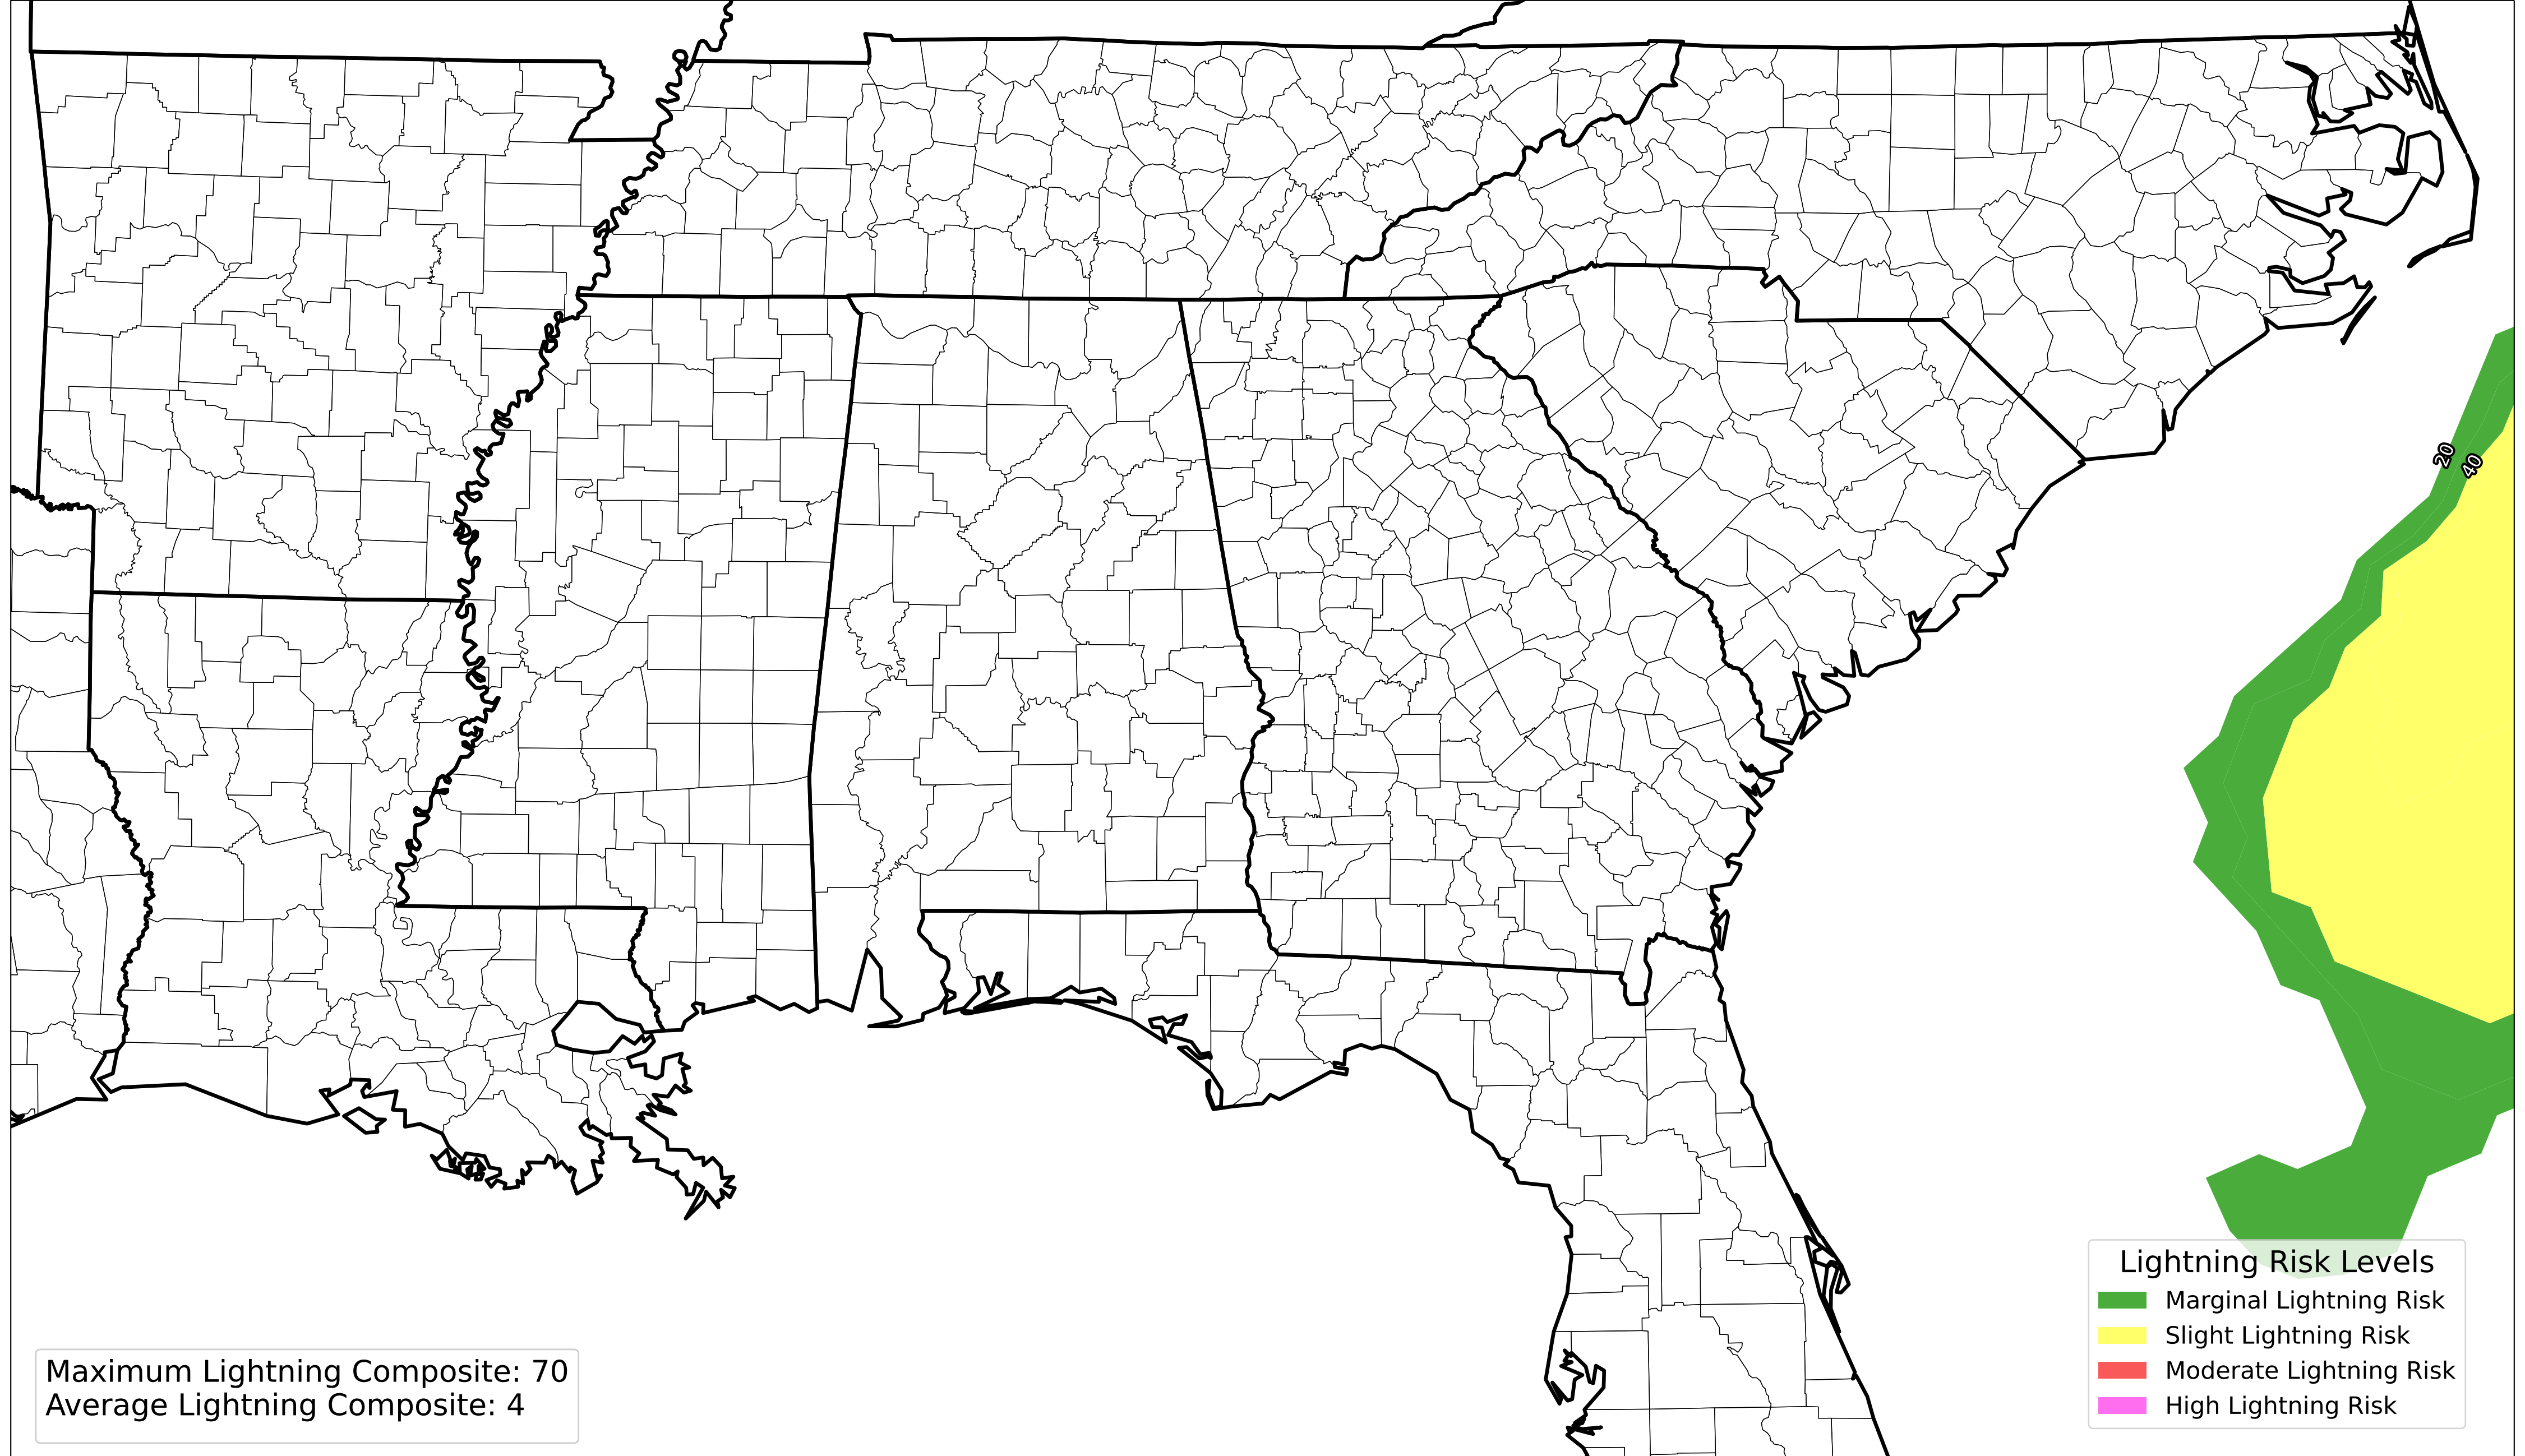 20
40
Lightning Risk Levels
Marginal Lightning Risk
Slight Lightning Risk
Moderate Lightning Risk
High Lightning Risk
Maximum Lightning Composite: 70
Average Lightning Composite: 4